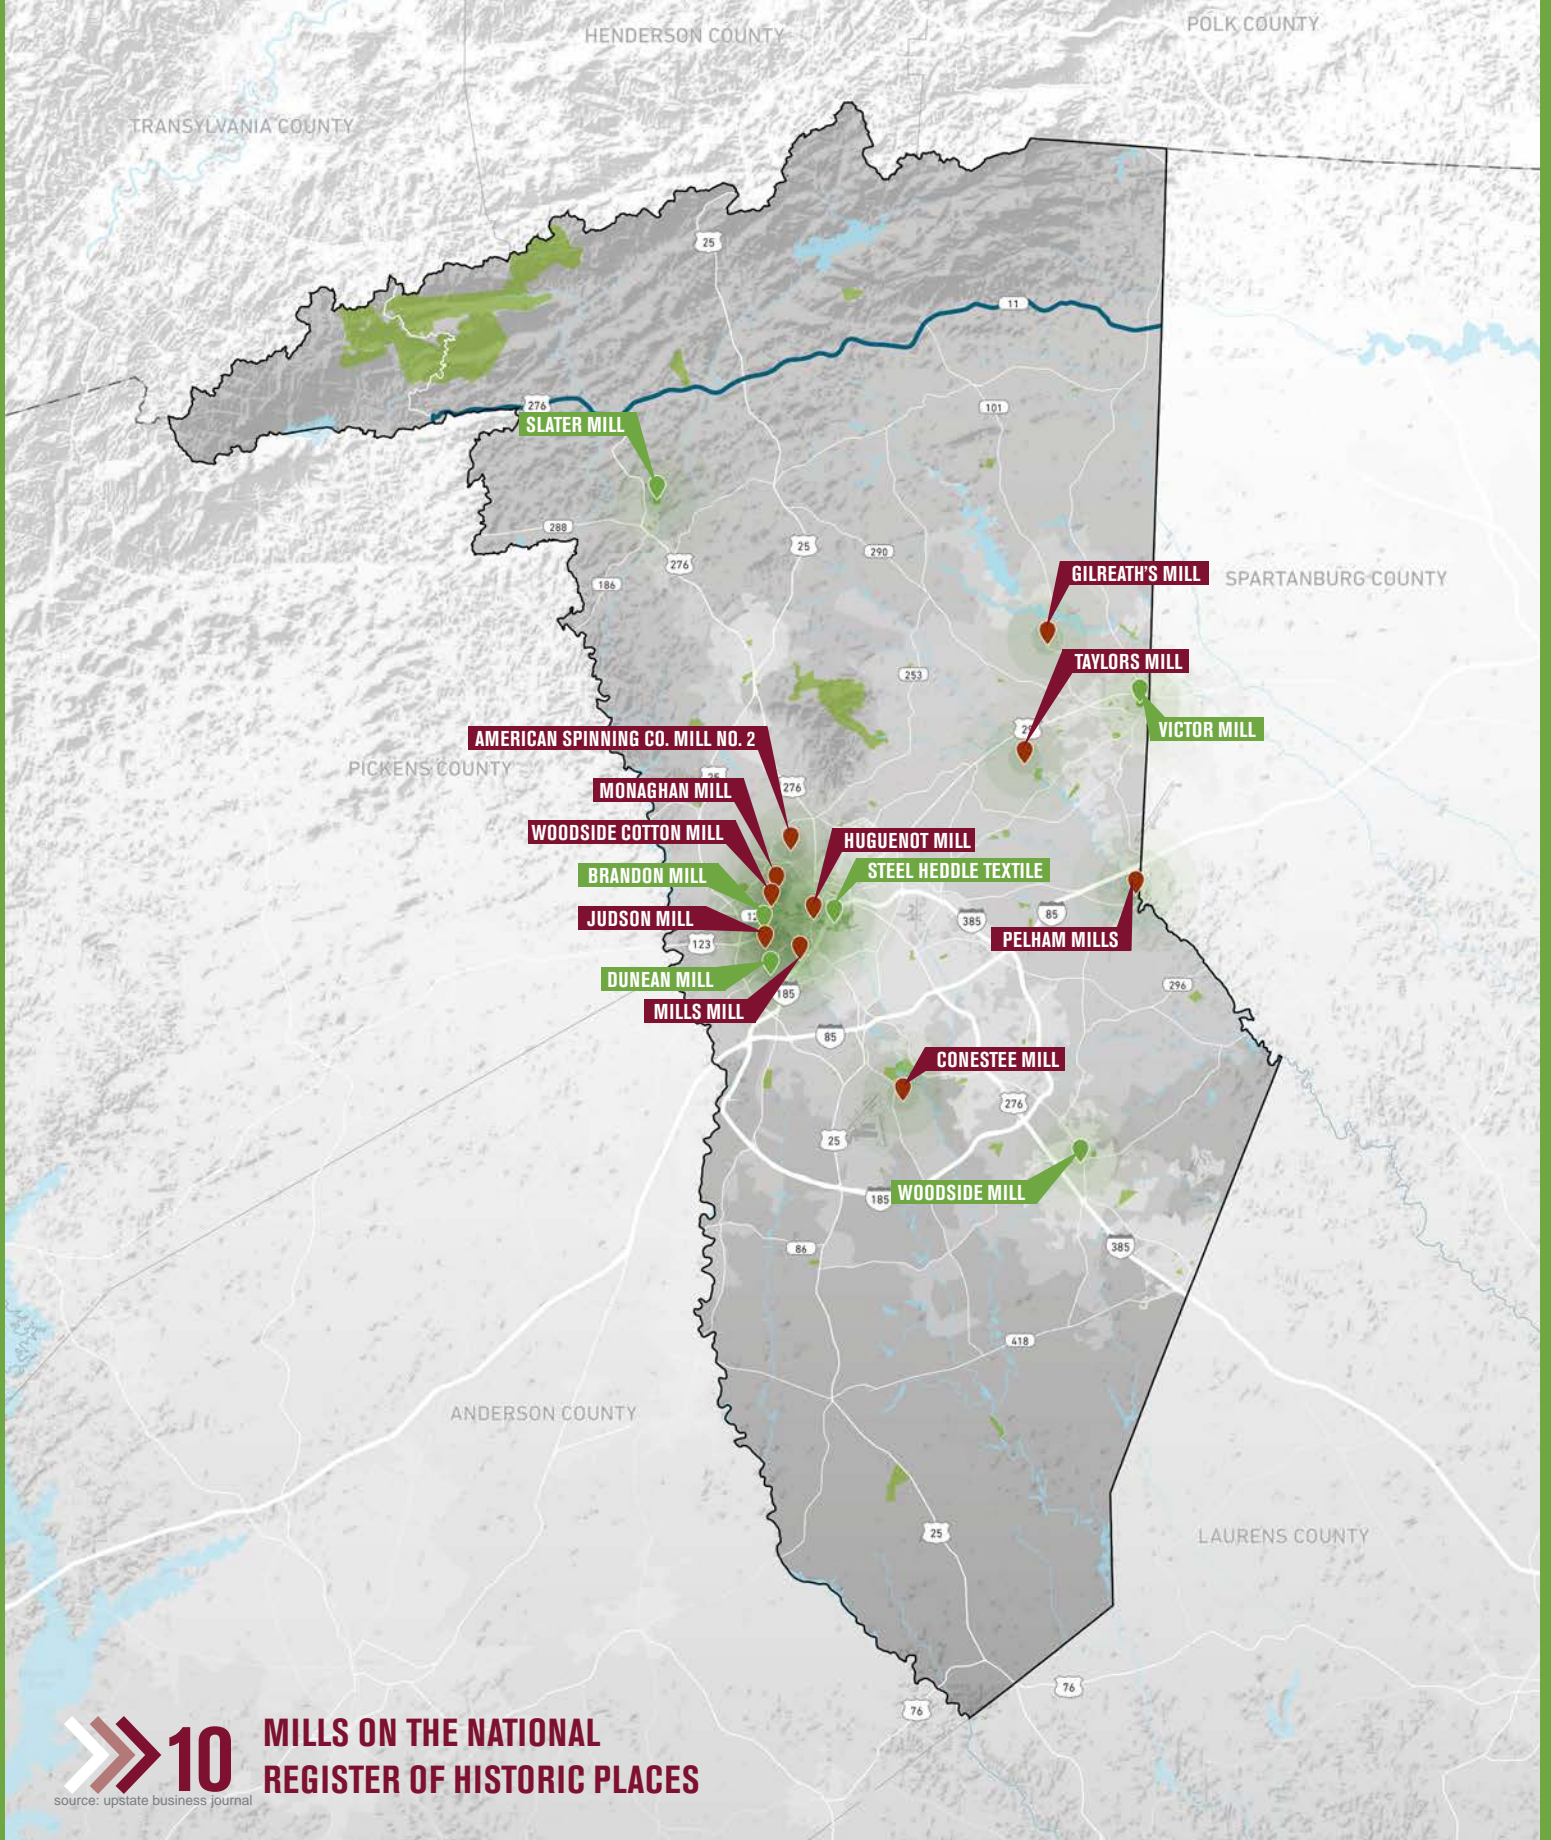 HENDERSON COUNTY
POLK COUNTY
TRANSYLVANIA COUNTY
25
11
276
101
SLATER MILL
288
25
290
276
186
GILREATH'S MILL
SPARTANBURG COUNTY
TAYLORS MILL
253
VICTOR MILL
AMERICAN SPINNING CO. MILL NO. 2
PICKENS COUNTY
25
276
MONAGHAN MILL
WOODSIDE COTTON MILL
HUGUENOT MILL
BRANDON MILL
STEEL HEDDLE TEXTILE
JUDSON MILL
385
85
123
PELHAM MILLS
DUNEAN MILL
185
296
MILLS MILL
85
CONESTEE MILL
276
25
WOODSIDE MILL
185
86
385
418
ANDERSON COUNTY
25
LAURENS COUNTY
76
76
10
MILLS ON THE NATIONAL
REGISTER OF HISTORIC PLACES
source: upstate business journal